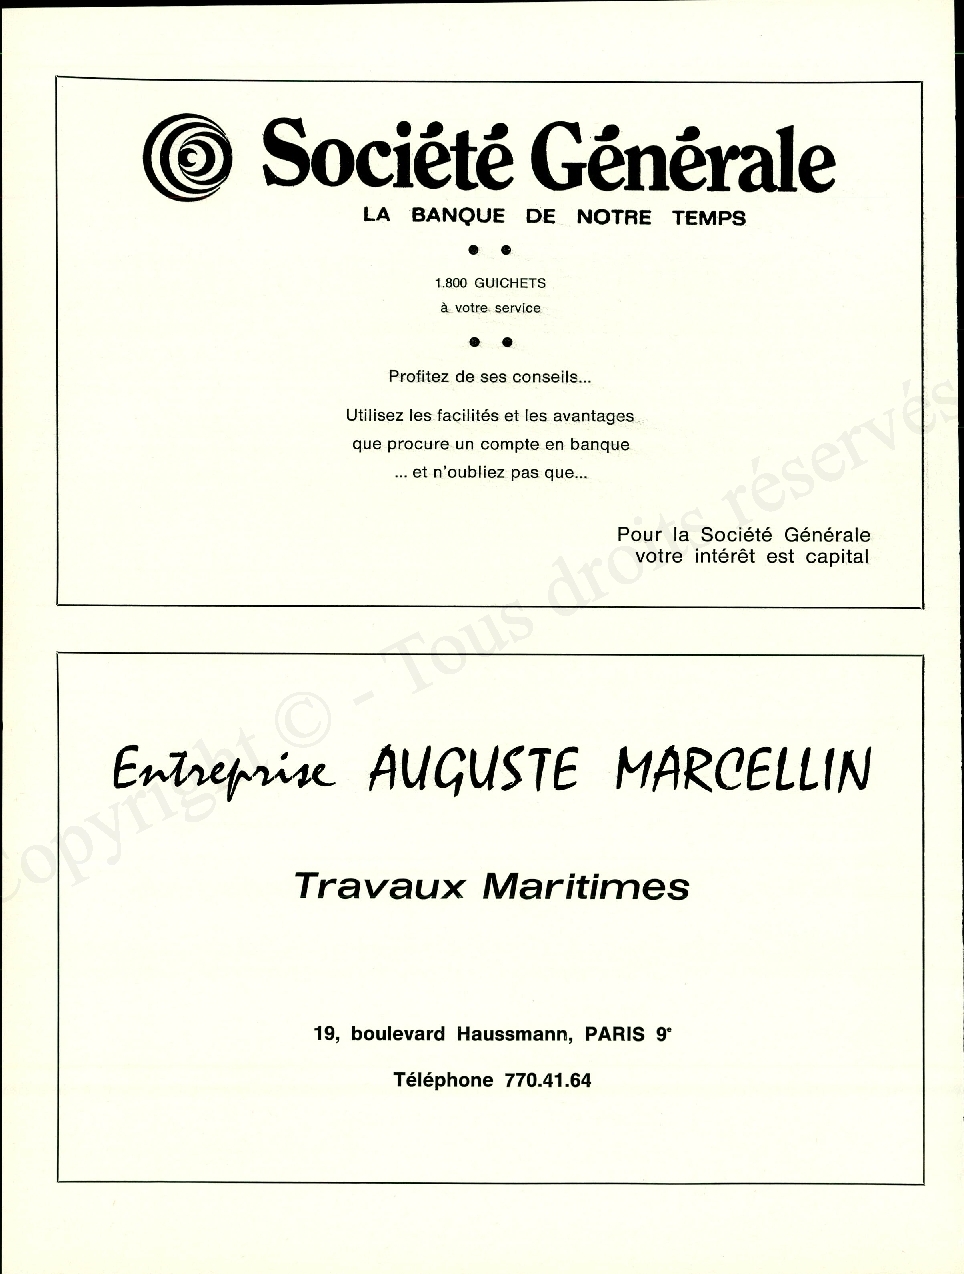 Société Générale
LA BANQUE DE NOTRE TEMPS
1.800 GUICHETS
à votre service
Profitez de ses conseils...
Utilisez les facilités et les avantages
que procure un compte en banque
... et n'oubliez pas que...
Pour la Société Générale
votre intérêt est capital
Entreprise AUGUSTE MARCELLIN
Travaux Maritimes
19, boulevard Haussmann, PARIS 9e
Téléphone 770.41.64
Copyright © - Tous droits réservés